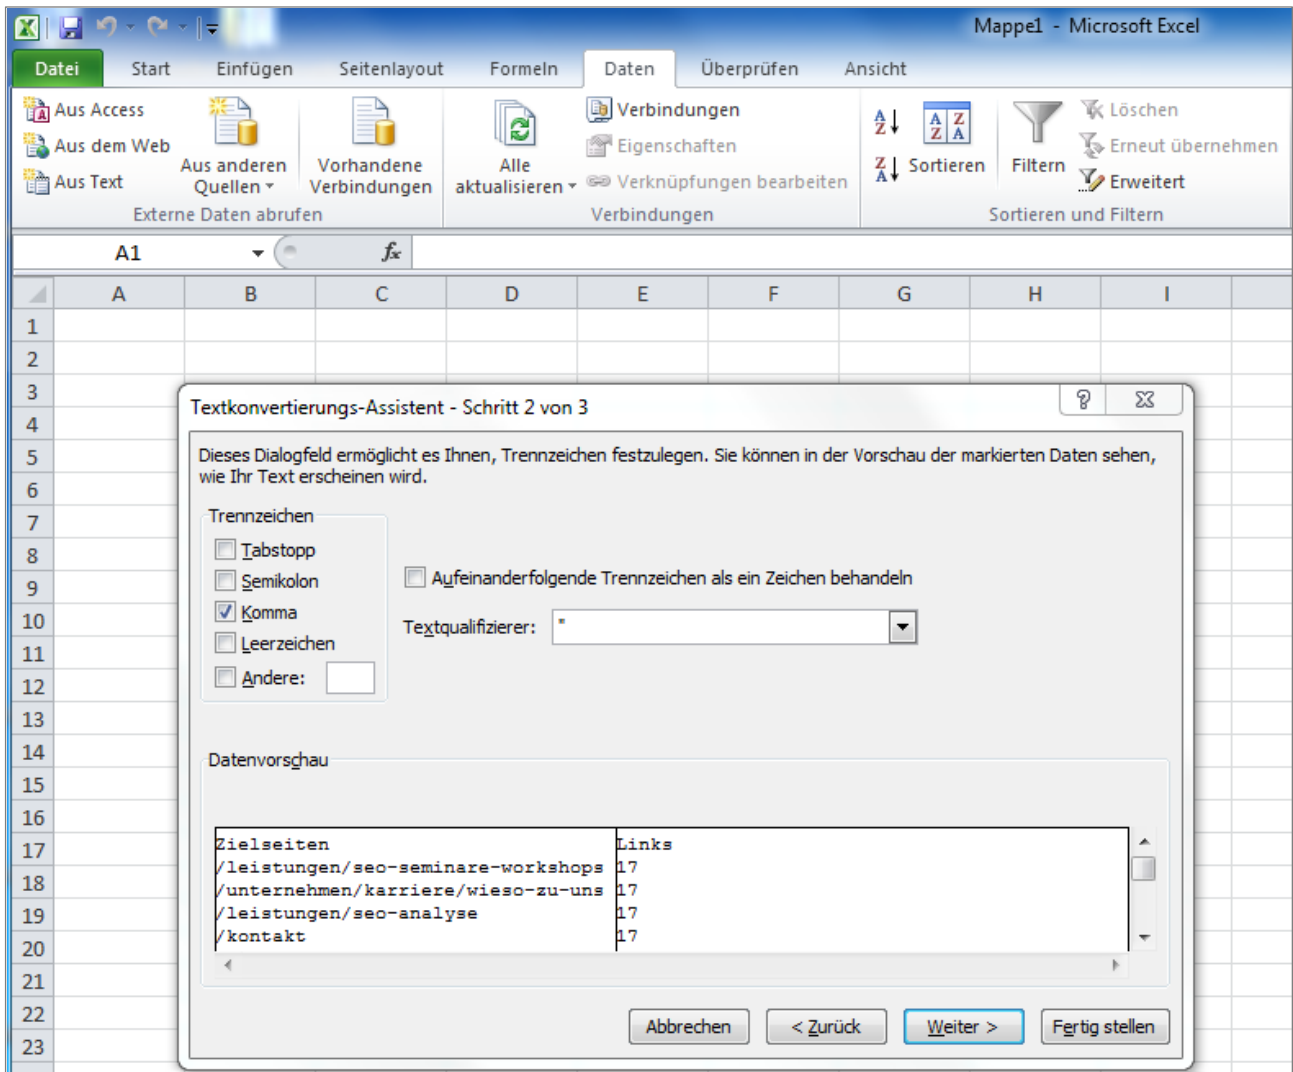 Mappe1 - Microsoft Excel
Datei Start Einfügen Seitenlayout Formeln Daten Überprüfen Ansicht
Aus Access
Aus dem Web
Aus Text
Aus anderen
Quellen
Vorhandene
Verbindungen
Externe Daten abrufen
Alle
aktualisieren
Verbindungen
Eigenschaften
Verknüpfungen bearbeiten
Verbindungen
A Z
Z A
A Z
Z A
Sortieren
Filtern
Löschen
Erneut übernehmen
Erweitert
Sortieren und Filtern
A1 fx
A B C D E F G H I
1
2
3
4
5
6
7
8
9
10
11
12
13
14
15
16
17
18
19
20
21
22
23
Textkonvertierungs-Assistent - Schritt 2 von 3
Dieses Dialogfeld ermöglicht es Ihnen, Trennzeichen festzulegen. Sie können in der Vorschau der markierten Daten sehen,
wie Ihr Text erscheinen wird.
Trennzeichen
Tabstopp
Semikolon
Komma
Leerzeichen
Andere:
Aufeinanderfolgende Trennzeichen als ein Zeichen behandeln
Textqualifizierer: "
Datenvorschau
Zielseiten Links
/leistungen/seo-seminare-workshops 17
/unternehmen/karriere/wieso-zu-uns 17
/leistungen/seo-analyse 17
/kontakt 17
Abbrechen < Zurück Weiter > Fertig stellen